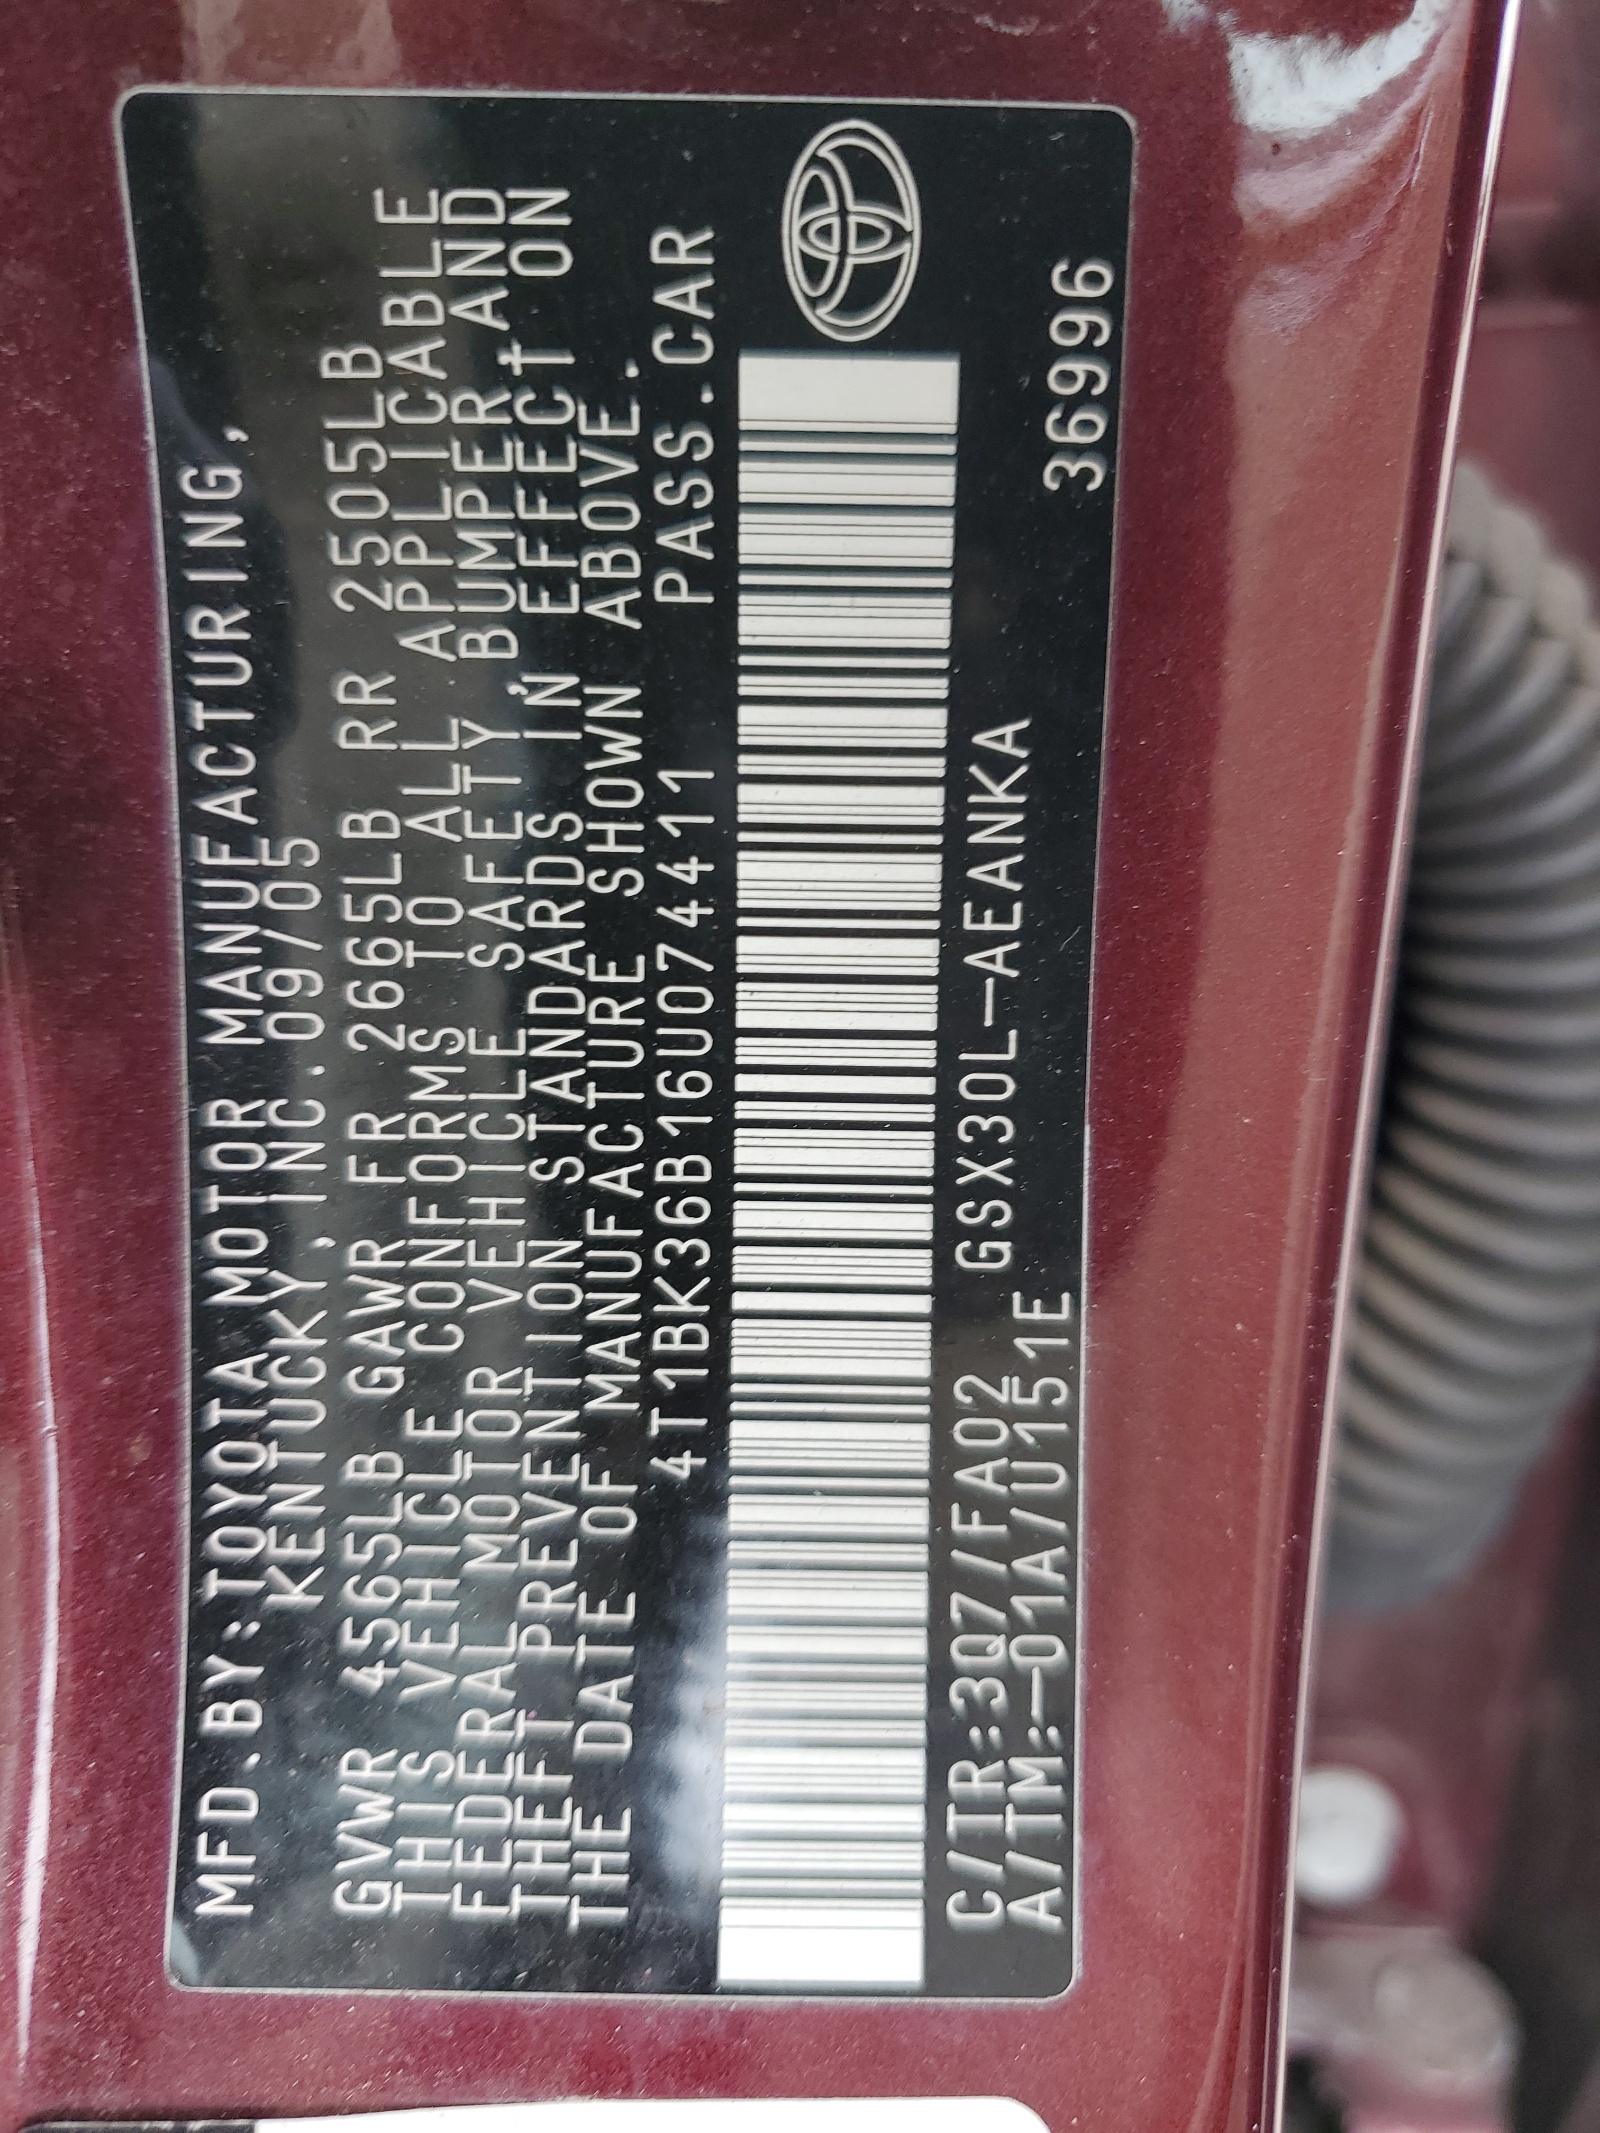 MFD.BY:TOYOTA MOTOR MANUFACTURING,
KENTUCKY,INC.09/05
GVWR 4565LB GAWR FR 2665LB RR 2505LB
THIS VEHICLE CONFORMS TO ALL APPLICABLE
FEDERAL MOTOR VEHICLE SAFETY,BUMPER,AND
THEFT PREVENTION STANDARDS IN EFFECT ON
THE DATE OF MANUFACTURE SHOWN ABOVE.
4T1BK36B16U074411 PASS.CAR
C/TR:3Q7/FA02 GSX30L-AEANKA
A/TM:-01A/U151E 36996